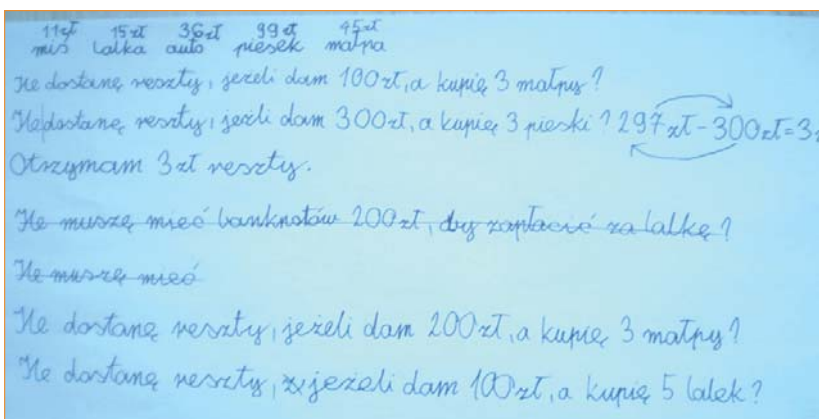 11zł 15zł 36zł 99zł 45zł
miś lalka auto piesek małpa
Ile dostanę reszty, jeżeli dam 100zł, a kupię 3 małpy?
Ile dostanę reszty, jeżeli dam 300zł, a kupię 3 pieski? 297zł-300zł=3z
Otrzymam 3zł reszty.
Ile muszę mieć banknotów 200zł, aby zapłacić za lalkę?
Ile muszę mieć
Ile dostanę reszty, jeżeli dam 200zł, a kupię 3 małpy?
Ile dostanę reszty, jeżeli dam 100zł, a kupię 5 lalek?